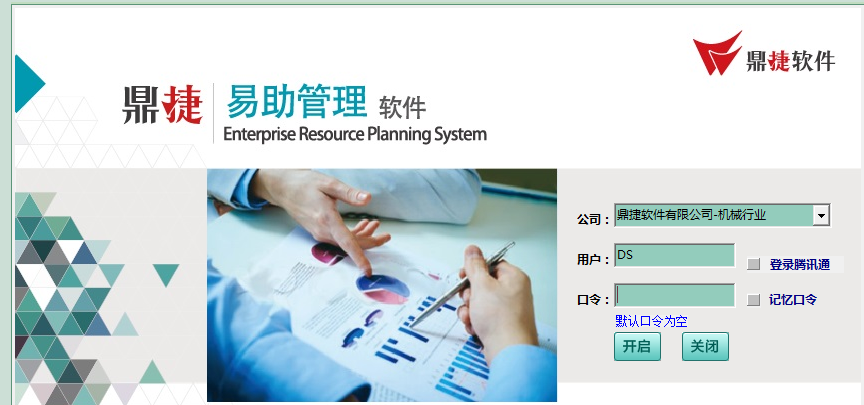 鼎捷软件
鼎捷 易助管理 软件
Enterprise Resource Planning System
公司： 鼎捷软件有限公司-机械行业
用户： DS 登录腾讯通
口令： 记忆口令
默认口令为空
开启 关闭